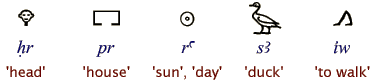 𓁷 𓉐 𓇳 𓅭 𓂻
ḥr pr rꜥ sꜣ iw
'head' 'house' 'sun', 'day' 'duck' 'to walk'